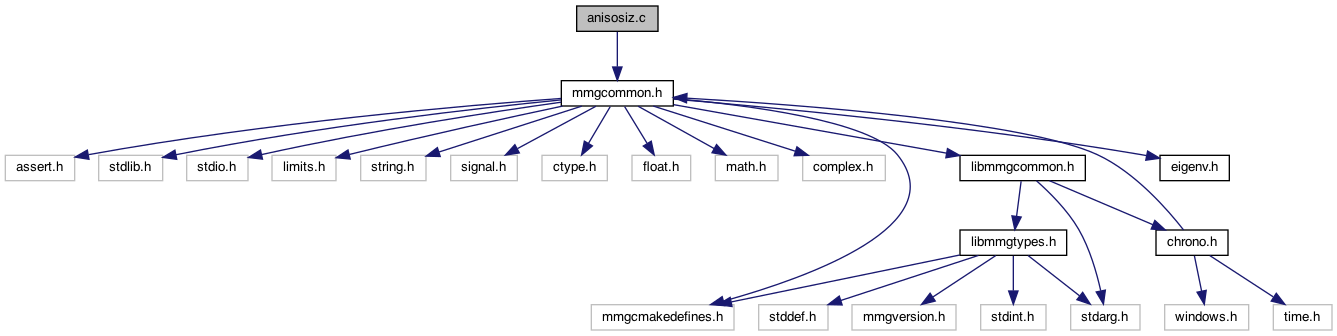 anisosiz.c
mmgcommon.h
assert.h
stdlib.h
stdio.h
limits.h
string.h
signal.h
ctype.h
float.h
math.h
complex.h
libmmgcommon.h
eigenv.h
libmmgtypes.h
chrono.h
mmgcmakedefines.h
stddef.h
mmgversion.h
stdint.h
stdarg.h
windows.h
time.h